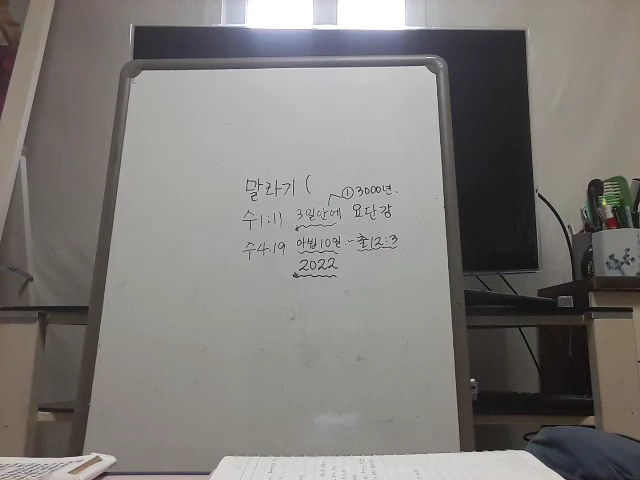 말라기 ( ① 3000년.
수1:11 3일안에 요단강
수4:19 아빕10일 - 출12:3
2022